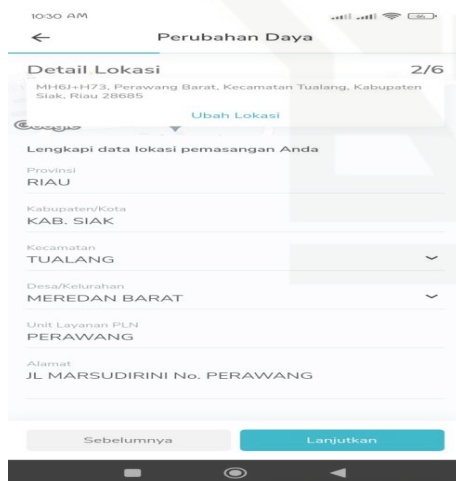 10:30 AM
Perubahan Daya
Detail Lokasi 2/6
MH6J+H73, Perawang Barat, Kecamatan Tualang, Kabupaten
Siak, Riau 28685
Ubah Lokasi
Google
Lengkapi data lokasi pemasangan Anda
Provinsi
RIAU
Kabupaten/Kota
KAB. SIAK
Kecamatan
TUALANG
Desa/Kelurahan
MEREDAN BARAT
Unit Layanan PLN
PERAWANG
Alamat
JL MARSUDIRINI No. PERAWANG
Sebelumnya Lanjutkan